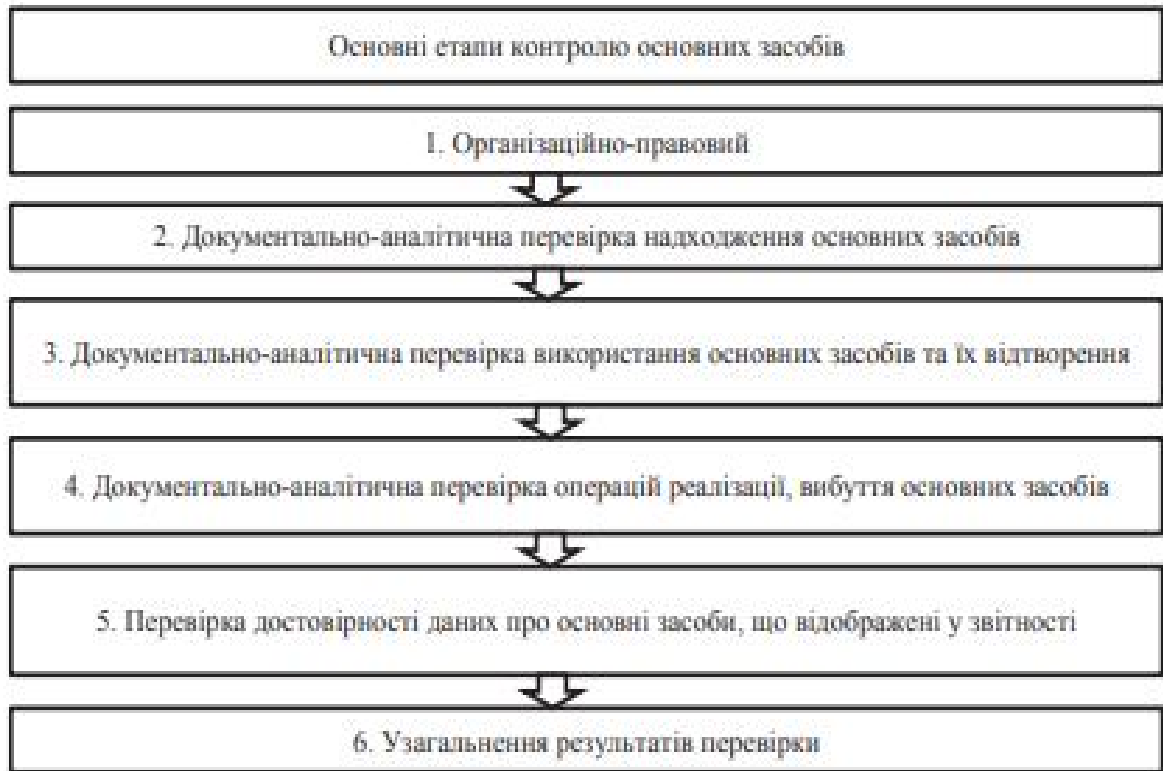 Основні етапи контролю основних засобів
1. Організаційно-правовий
2. Документально-аналітична перевірка надходження основних засобів
3. Документально-аналітична перевірка використання основних засобів та їх відтворення
4. Документально-аналітична перевірка операцій реалізації, вибуття основних засобів
5. Перевірка достовірності даних про основні засоби, що відображені у звітності
6. Узагальнення результатів перевірки